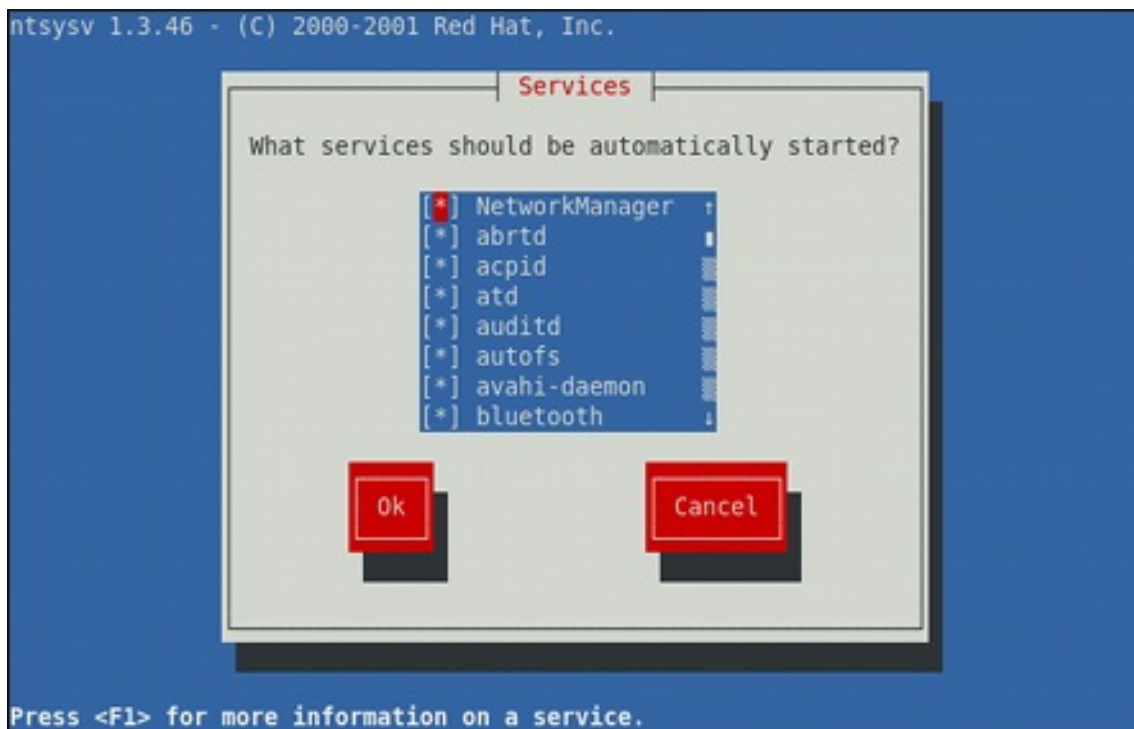 ntsysv 1.3.46 - (C) 2000-2001 Red Hat, Inc.
Services
What services should be automatically started?
[*] NetworkManager ↑
[*] abrtd
[*] acpid
[*] atd
[*] auditd
[*] autofs
[*] avahi-daemon
[*] bluetooth ↓
Ok Cancel
Press <F1> for more information on a service.